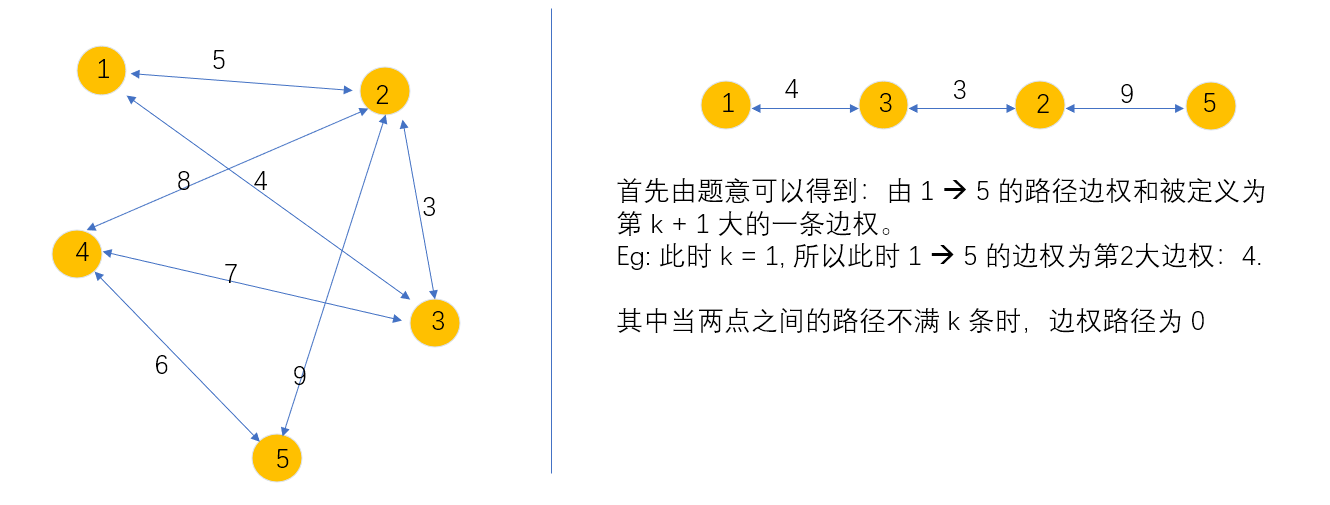 1
5
2
8
4
3
4
7
3
6
9
5
1 4 3 3 2 9 5
首先由题意可以得到：由 1 → 5 的路径边权和被定义为
第 k + 1 大的一条边权。
Eg: 此时 k = 1, 所以此时 1 → 5 的边权为第2大边权：4.
其中当两点之间的路径不满 k 条时，边权路径为 0